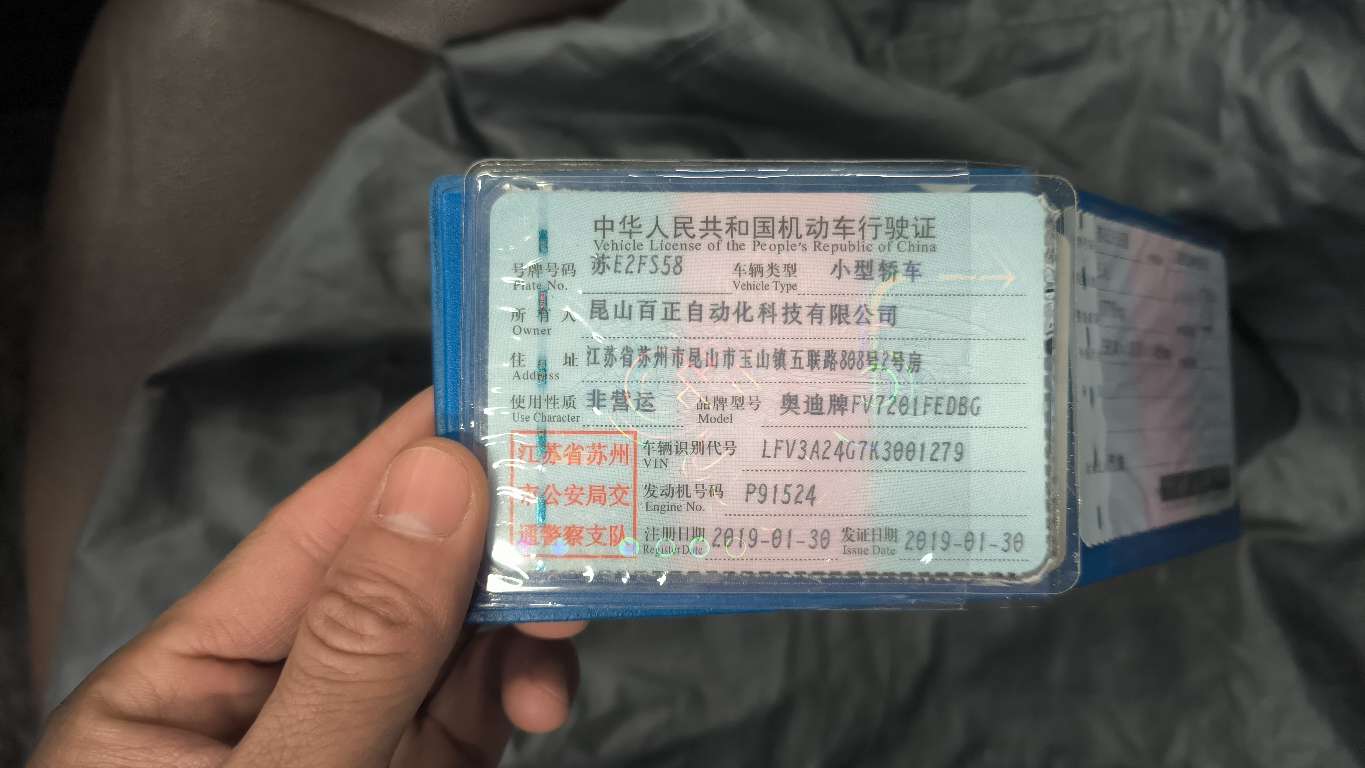 中华人民共和国机动车行驶证
Vehicle License of the People's Republic of China
号牌号码 苏E2FS58 车辆类型 小型轿车
Plate No. Vehicle Type
所有人 昆山百正自动化科技有限公司
Owner
住址 江苏省苏州市昆山市玉山镇五联路808号2号房
Address
使用性质 非营运 品牌型号 奥迪牌FV7201FEDBG
Use Character Model
江苏省苏州
市公安局交
通警察支队
车辆识别代号 LFV3A24G7K3001279
VIN
发动机号码 P91524
Engine No.
注册日期 2019-01-30 发证日期 2019-01-30
Register Date Issue Date